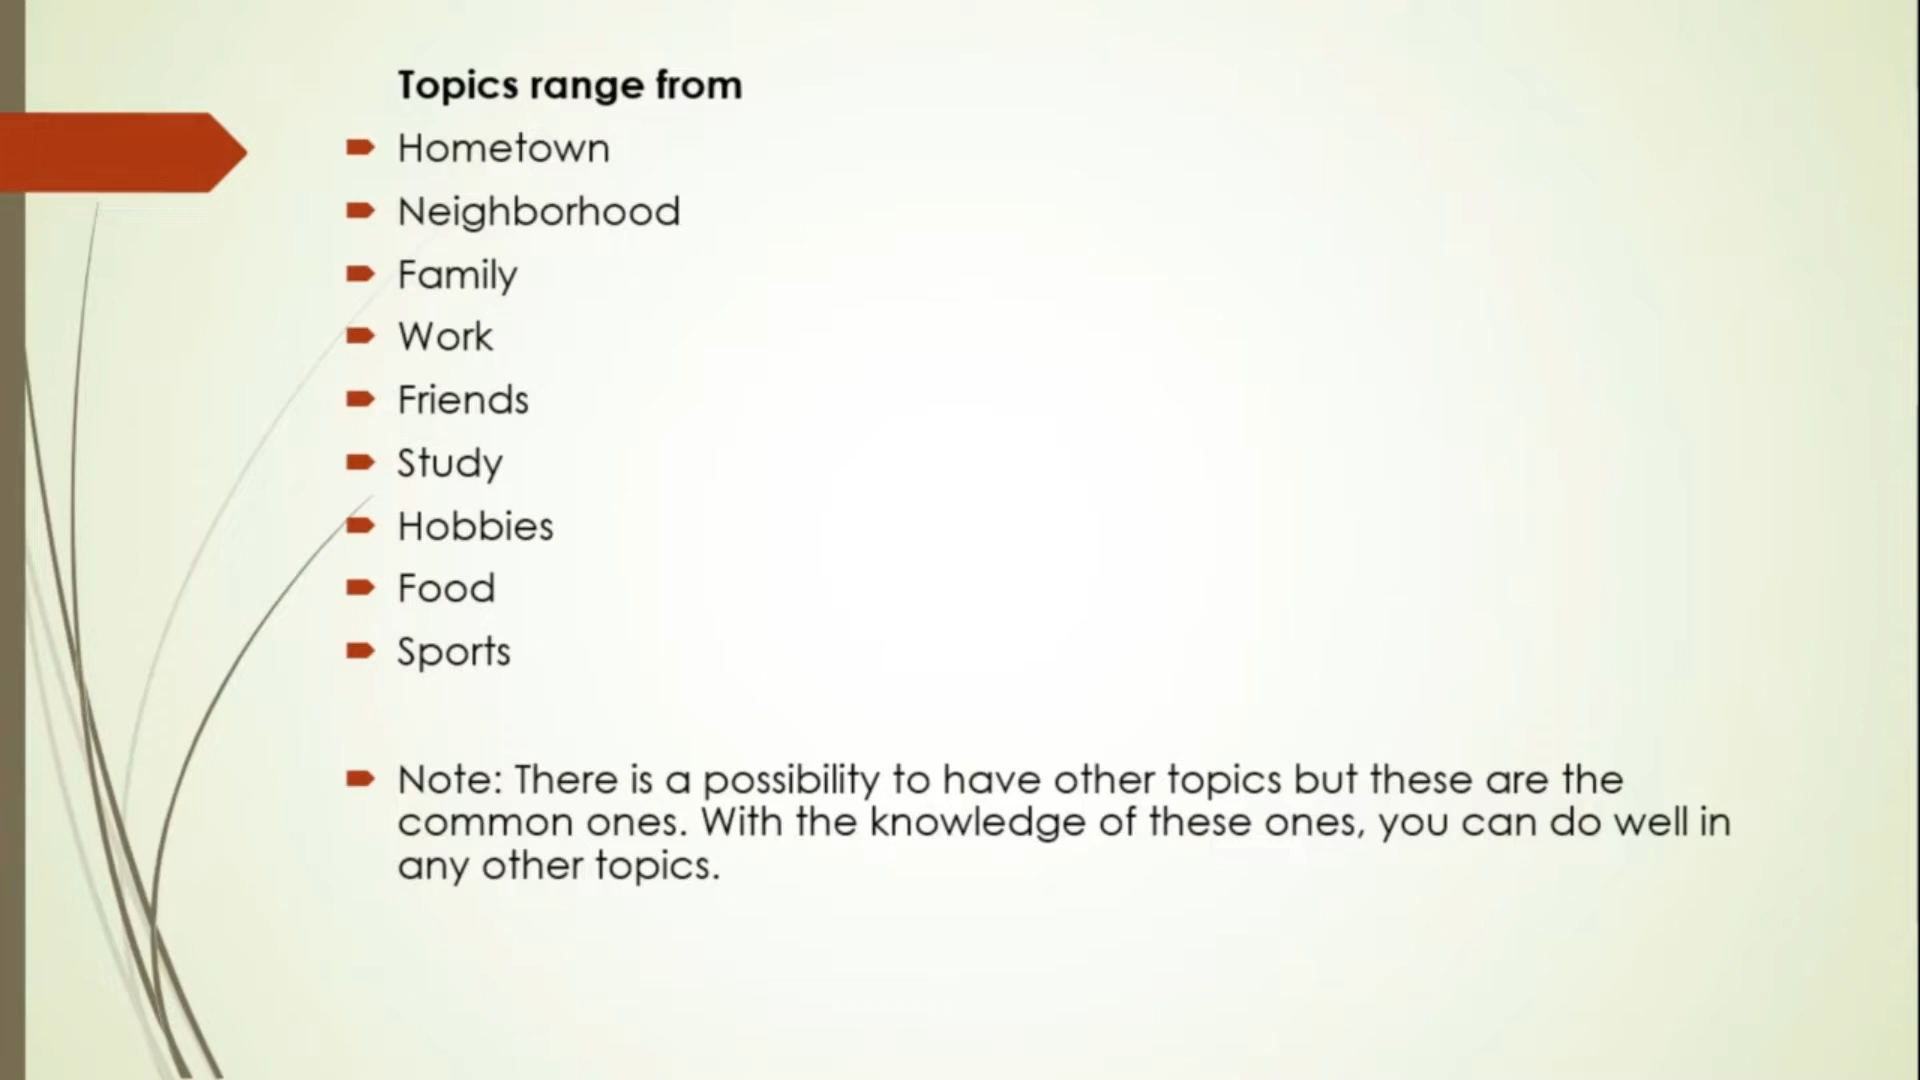 Topics range from
Hometown
Neighborhood
Family
Work
Friends
Study
Hobbies
Food
Sports
Note: There is a possibility to have other topics but these are the
common ones. With the knowledge of these ones, you can do well in
any other topics.